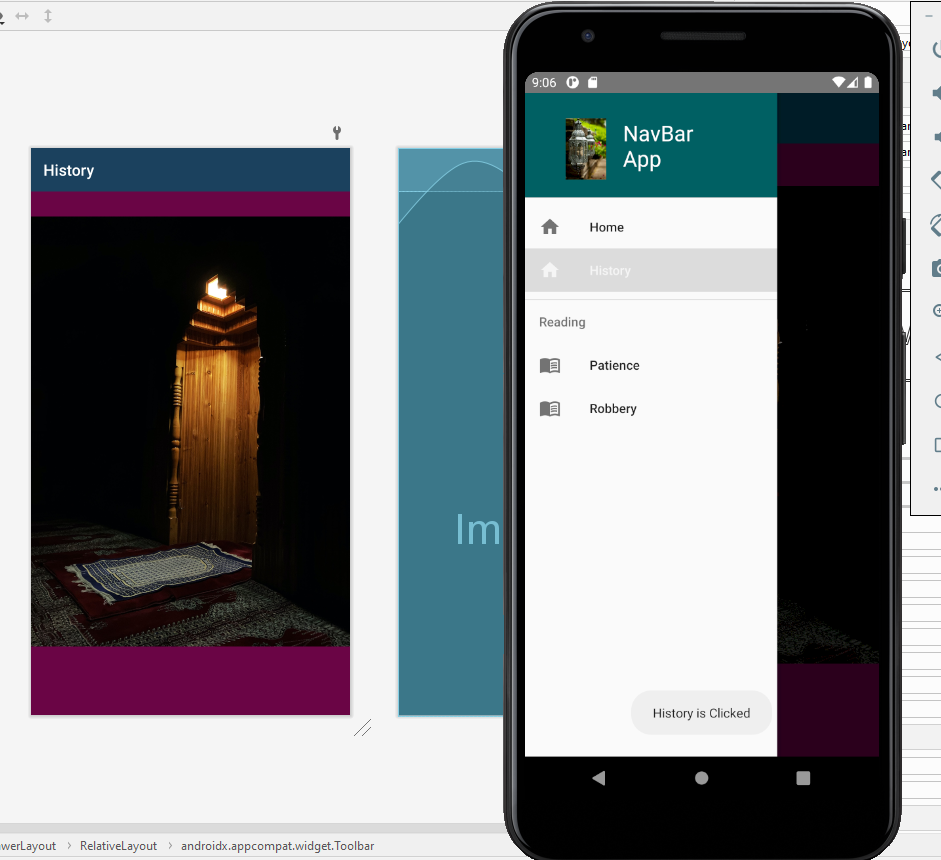 History
Im
9:06
NavBar
App
Home
History
Reading
Patience
Robbery
History is Clicked
awerLayout > RelativeLayout > androidx.appcompat.widget.Toolbar